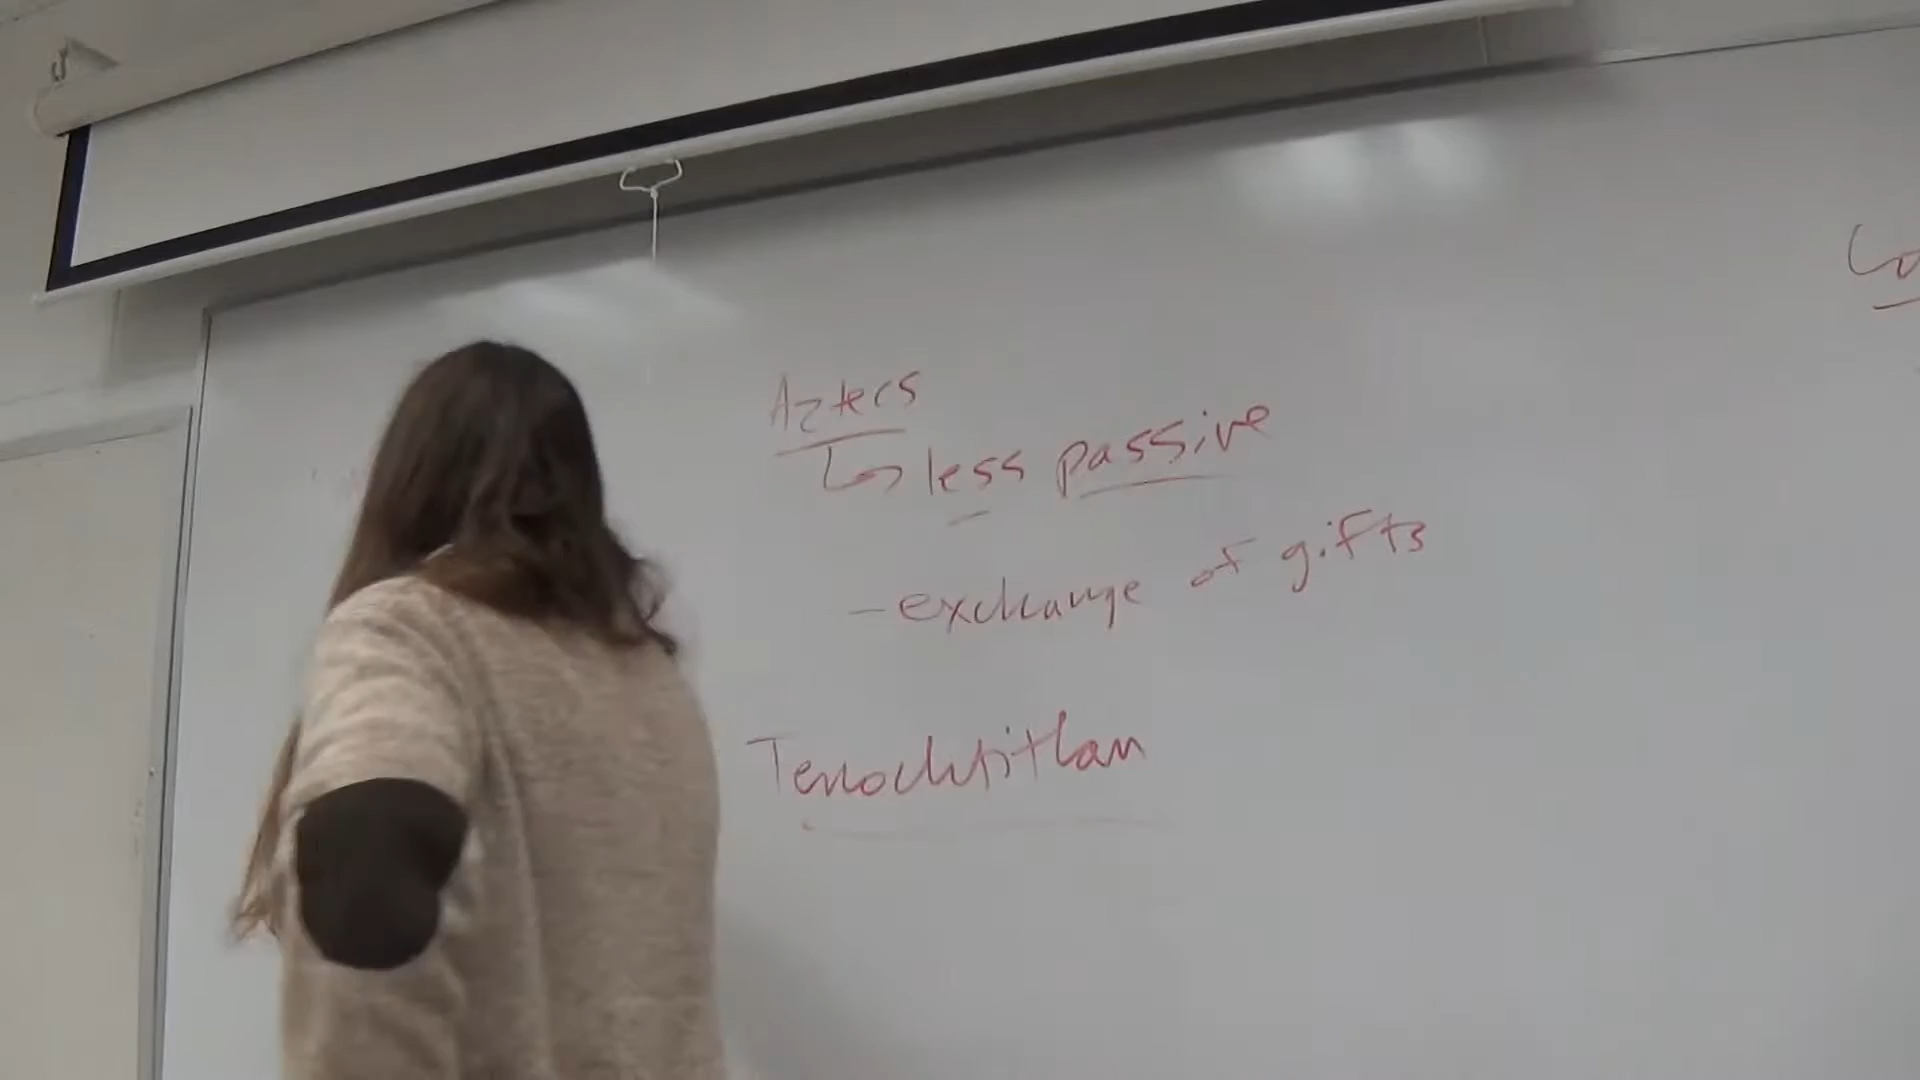 Aztecs
↳ less passive
- exchange of gifts
Tenochtitlan